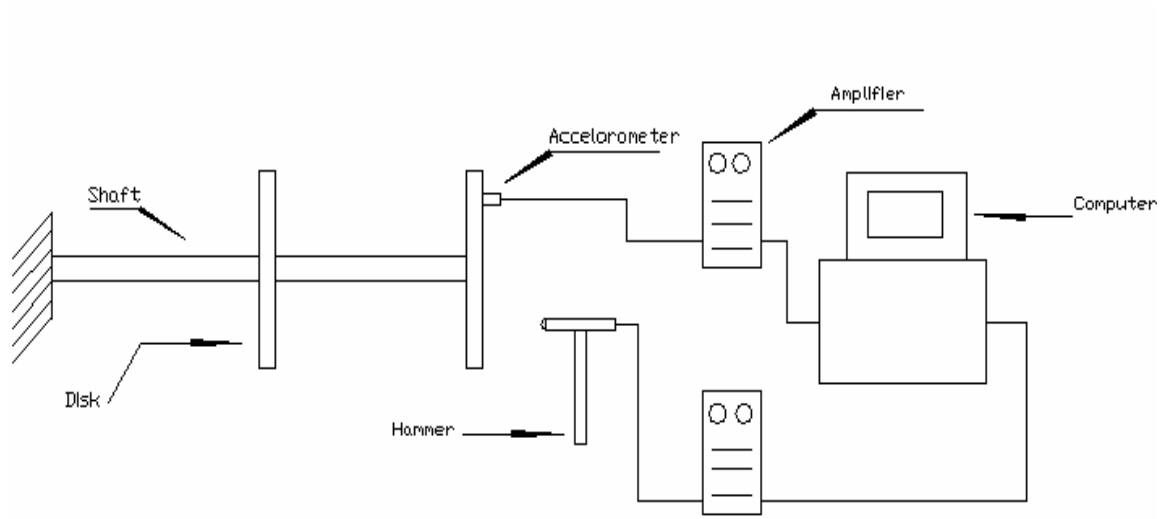 Amplifier
Accelorometer
Shaft
Computer
Disk
Hammer